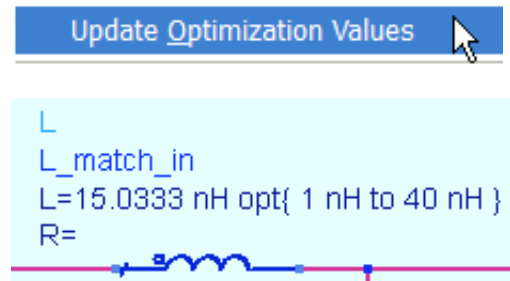 Update Optimization Values
L
L_match_in
L=15.0333 nH opt{ 1 nH to 40 nH }
R=